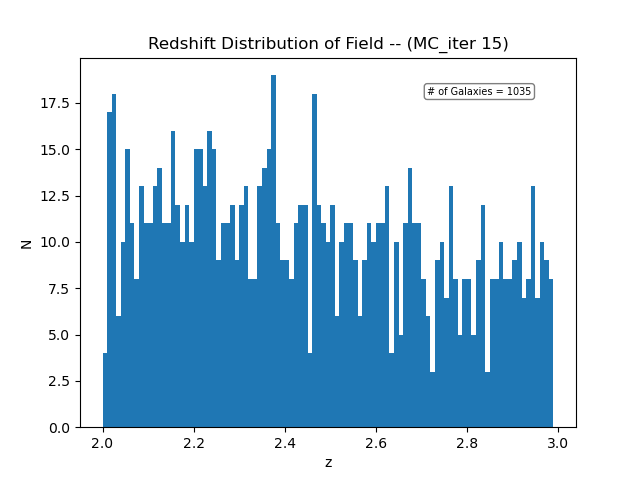 Redshift Distribution of Field -- (MC_iter 15)
# of Galaxies = 1035
17.5
15.0
12.5
10.0
7.5
5.0
2.5
0.0
N
2.0 2.2 2.4 2.6 2.8 3.0
z